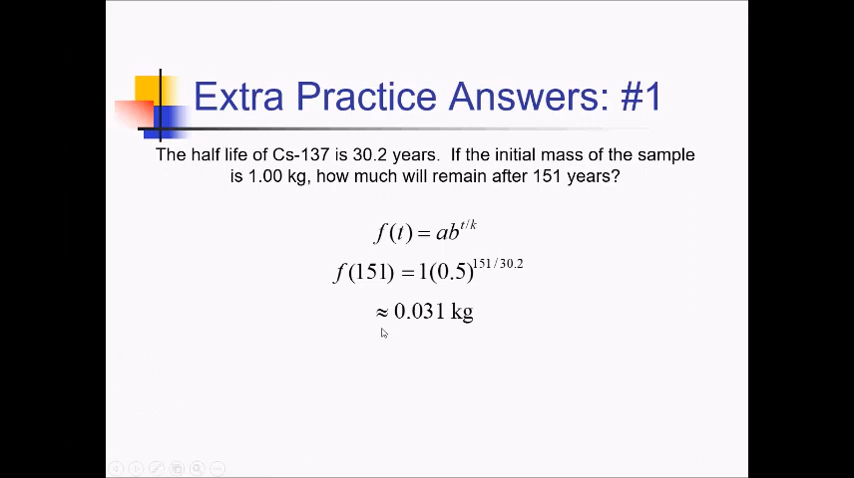 Extra Practice Answers: #1
The half life of Cs-137 is 30.2 years. If the initial mass of the sample
is 1.00 kg, how much will remain after 151 years?
f(t) = ab^{t/k}
f(151) = 1(0.5)^{151/30.2}
≈ 0.031 kg